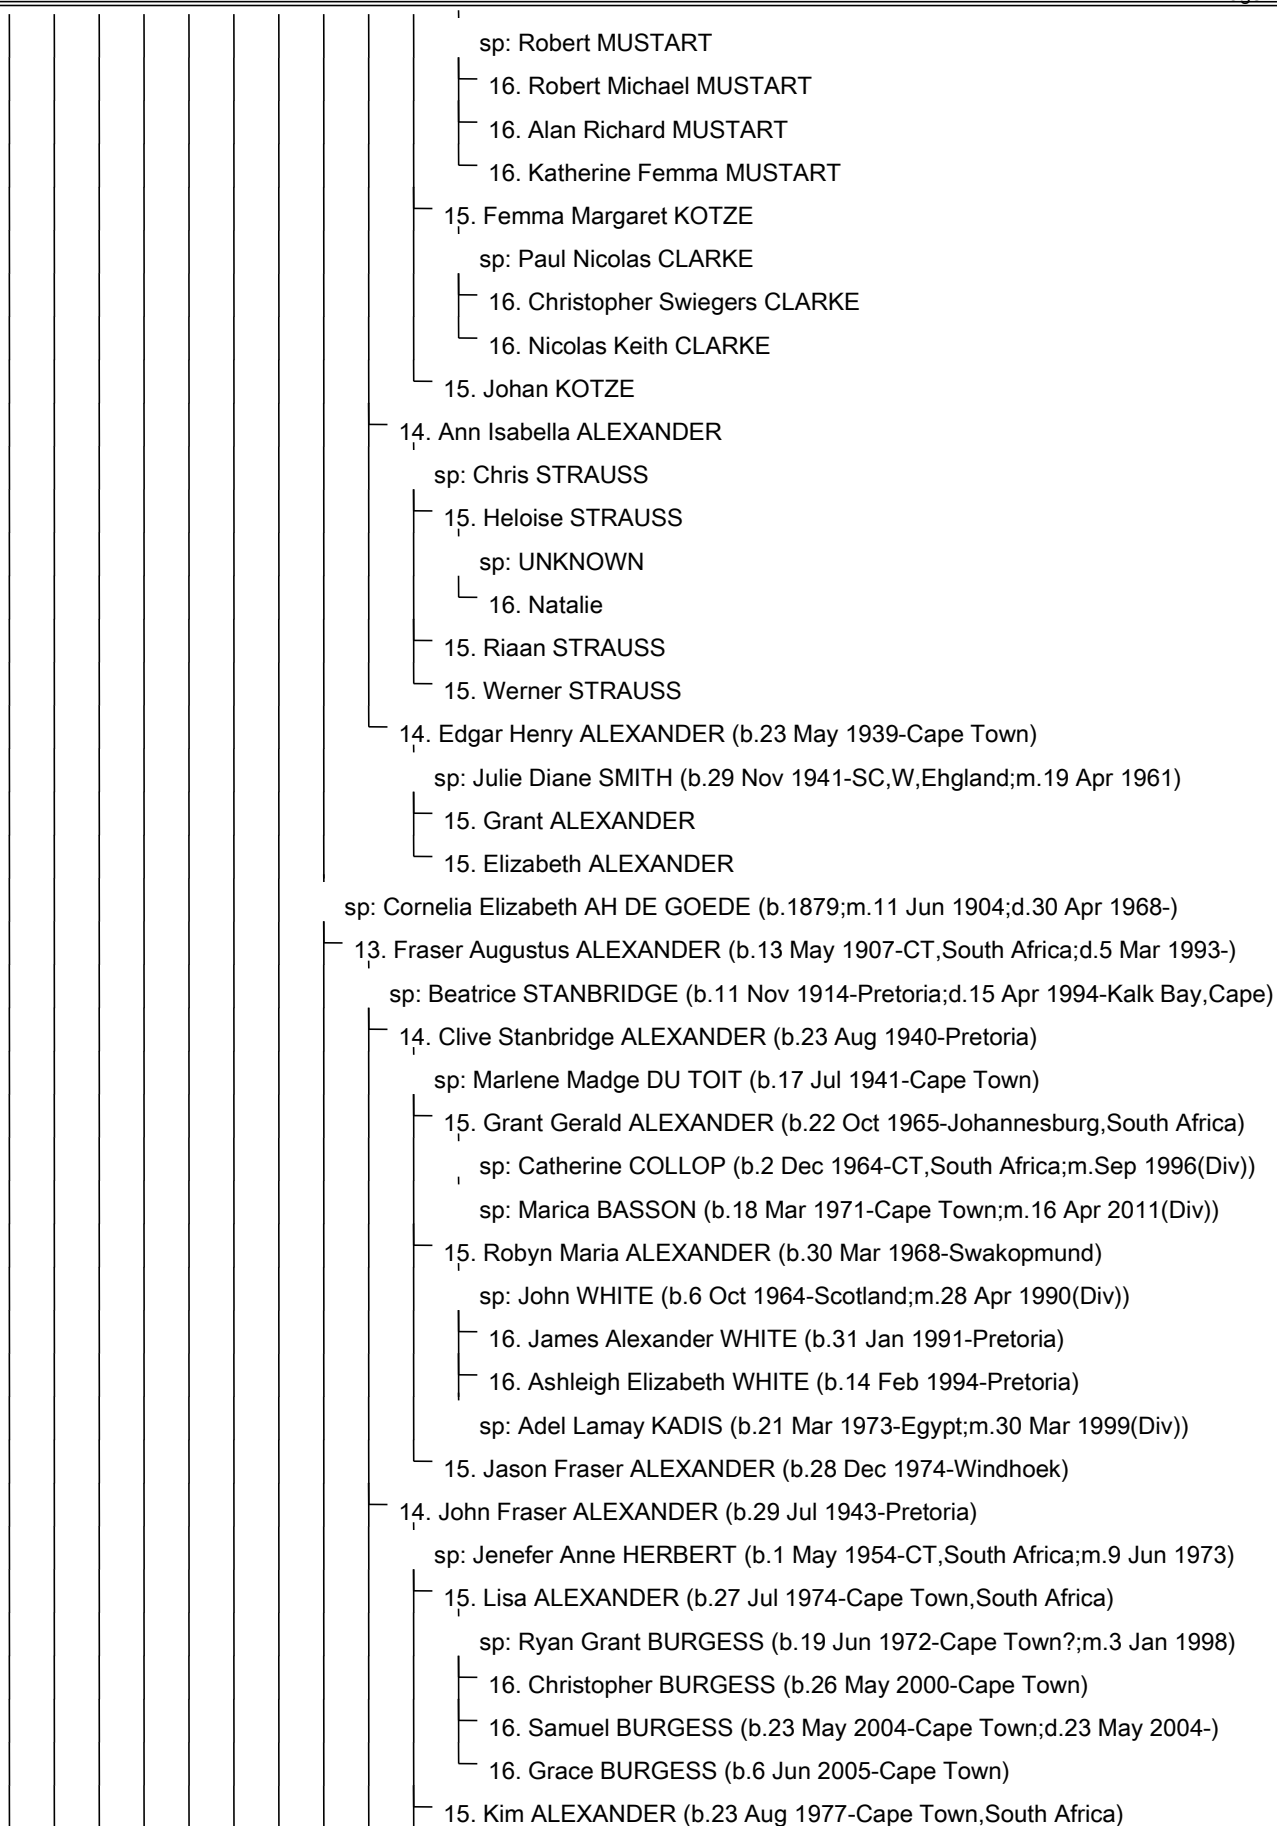 sp: Robert MUSTART
16. Robert Michael MUSTART
16. Alan Richard MUSTART
16. Katherine Femma MUSTART
15. Femma Margaret KOTZE
sp: Paul Nicolas CLARKE
16. Christopher Swiegers CLARKE
16. Nicolas Keith CLARKE
15. Johan KOTZE
14. Ann Isabella ALEXANDER
sp: Chris STRAUSS
15. Heloise STRAUSS
sp: UNKNOWN
16. Natalie
15. Riaan STRAUSS
15. Werner STRAUSS
14. Edgar Henry ALEXANDER (b.23 May 1939-Cape Town)
sp: Julie Diane SMITH (b.29 Nov 1941-SC,W,Ehgland;m.19 Apr 1961)
15. Grant ALEXANDER
15. Elizabeth ALEXANDER
sp: Cornelia Elizabeth AH DE GOEDE (b.1879;m.11 Jun 1904;d.30 Apr 1968-)
13. Fraser Augustus ALEXANDER (b.13 May 1907-CT,South Africa;d.5 Mar 1993-)
sp: Beatrice STANBRIDGE (b.11 Nov 1914-Pretoria;d.15 Apr 1994-Kalk Bay,Cape)
14. Clive Stanbridge ALEXANDER (b.23 Aug 1940-Pretoria)
sp: Marlene Madge DU TOIT (b.17 Jul 1941-Cape Town)
15. Grant Gerald ALEXANDER (b.22 Oct 1965-Johannesburg,South Africa)
sp: Catherine COLLOP (b.2 Dec 1964-CT,South Africa;m.Sep 1996(Div))
sp: Marica BASSON (b.18 Mar 1971-Cape Town;m.16 Apr 2011(Div))
15. Robyn Maria ALEXANDER (b.30 Mar 1968-Swakopmund)
sp: John WHITE (b.6 Oct 1964-Scotland;m.28 Apr 1990(Div))
16. James Alexander WHITE (b.31 Jan 1991-Pretoria)
16. Ashleigh Elizabeth WHITE (b.14 Feb 1994-Pretoria)
sp: Adel Lamay KADIS (b.21 Mar 1973-Egypt;m.30 Mar 1999(Div))
15. Jason Fraser ALEXANDER (b.28 Dec 1974-Windhoek)
14. John Fraser ALEXANDER (b.29 Jul 1943-Pretoria)
sp: Jenefer Anne HERBERT (b.1 May 1954-CT,South Africa;m.9 Jun 1973)
15. Lisa ALEXANDER (b.27 Jul 1974-Cape Town,South Africa)
sp: Ryan Grant BURGESS (b.19 Jun 1972-Cape Town?;m.3 Jan 1998)
16. Christopher BURGESS (b.26 May 2000-Cape Town)
16. Samuel BURGESS (b.23 May 2004-Cape Town;d.23 May 2004-)
16. Grace BURGESS (b.6 Jun 2005-Cape Town)
15. Kim ALEXANDER (b.23 Aug 1977-Cape Town,South Africa)